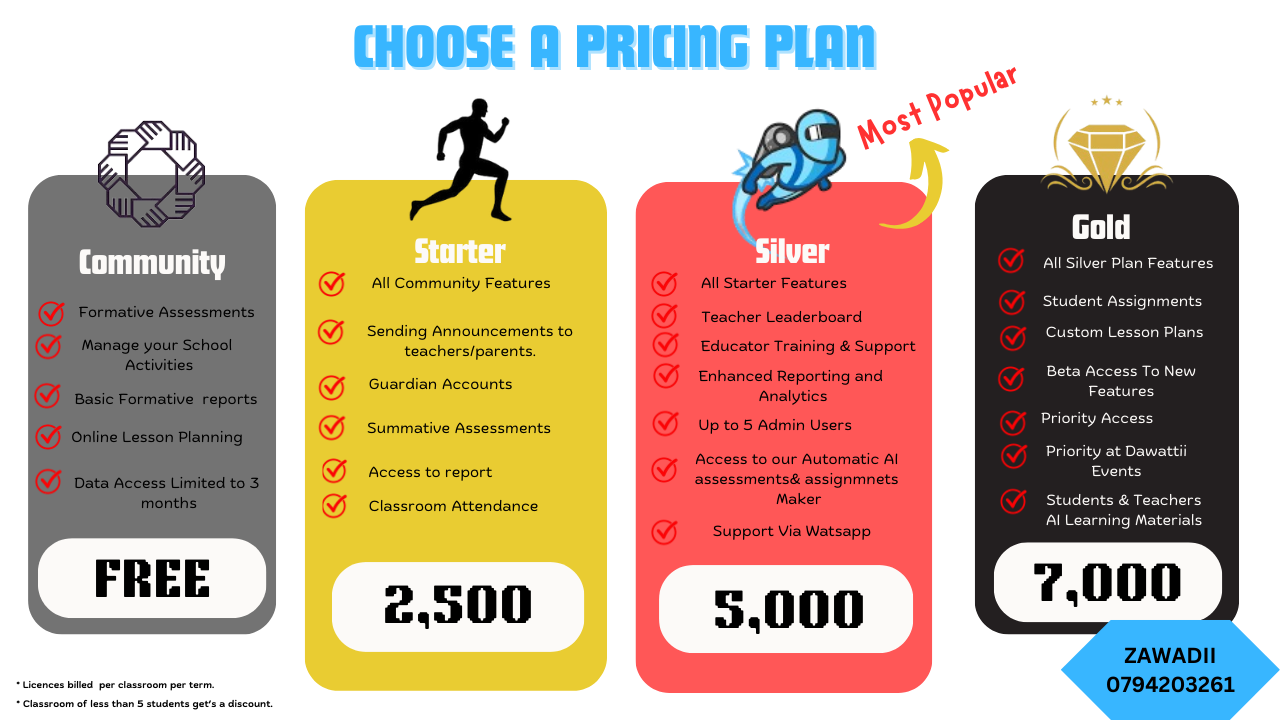 CHOOSE A PRICING PLAN
Most Popular
Community
Formative Assessments
Manage your School
Activities
Basic Formative  reports
Online Lesson Planning
Data Access Limited to 3
months
FREE
Starter
All Community Features
Sending Announcements to
teachers/parents.
Guardian Accounts
Summative Assessments
Access to report
Classroom Attendance
2,500
Silver
All Starter Features
Teacher Leaderboard
Educator Training & Support
Enhanced Reporting and
Analytics
Up to 5 Admin Users
Access to our Automatic AI
assessments& assignmnets
Maker
Support Via Watsapp
5,000
Gold
All Silver Plan Features
Student Assignments
Custom Lesson Plans
Beta Access To New
Features
Priority Access
Priority at Dawattii
Events
Students & Teachers
AI Learning Materials
7,000
* Licences billed  per classroom per term.
* Classroom of less than 5 students get's a discount.
ZAWADII
0794203261